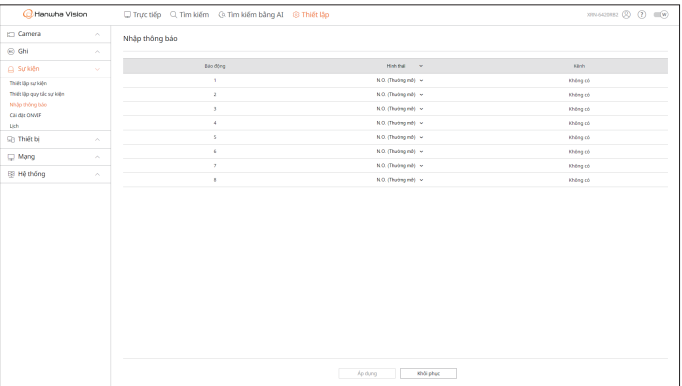 Hanwha Vision
Trực tiếp Tìm kiếm Tìm kiếm bằng AI Thiết lập
Camera
Ghi
Sự kiện
Thiết lập sự kiện
Thiết lập quy tắc sự kiện
Nhập thông báo
Cài đặt ONVIF
Lịch
Thiết bị
Mạng
Hệ thống
Nhập thông báo
Báo động Hình thái Kênh
1 N.O. (Thường mở) Không có
2 N.O. (Thường mở) Không có
3 N.O. (Thường mở) Không có
4 N.O. (Thường mở) Không có
5 N.O. (Thường mở) Không có
6 N.O. (Thường mở) Không có
7 N.O. (Thường mở) Không có
8 N.O. (Thường mở) Không có
Áp dụng Khôi phục